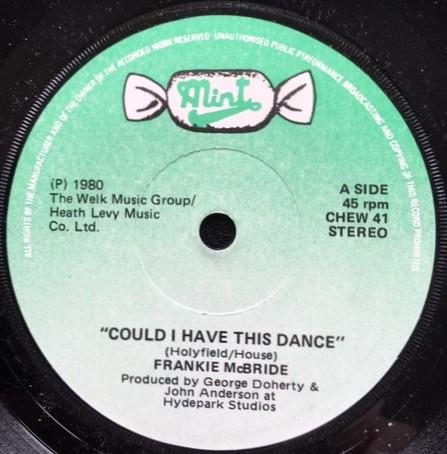 ALL RIGHTS OF THE MANUFACTURER AND OF THE OWNER OF THE RECORDED WORK RESERVED · UNAUTHORISED PUBLIC PERFORMANCE BROADCASTING AND COPYING OF THIS RECORD PROHIBITED
Mint
(P) 1980
The Welk Music Group/
Heath Levy Music
Co. Ltd.
A SIDE
45 rpm
CHEW 41
STEREO
"COULD I HAVE THIS DANCE"
(Holyfield/House)
FRANKIE McBRIDE
Produced by George Doherty &
John Anderson at
Hydepark Studios